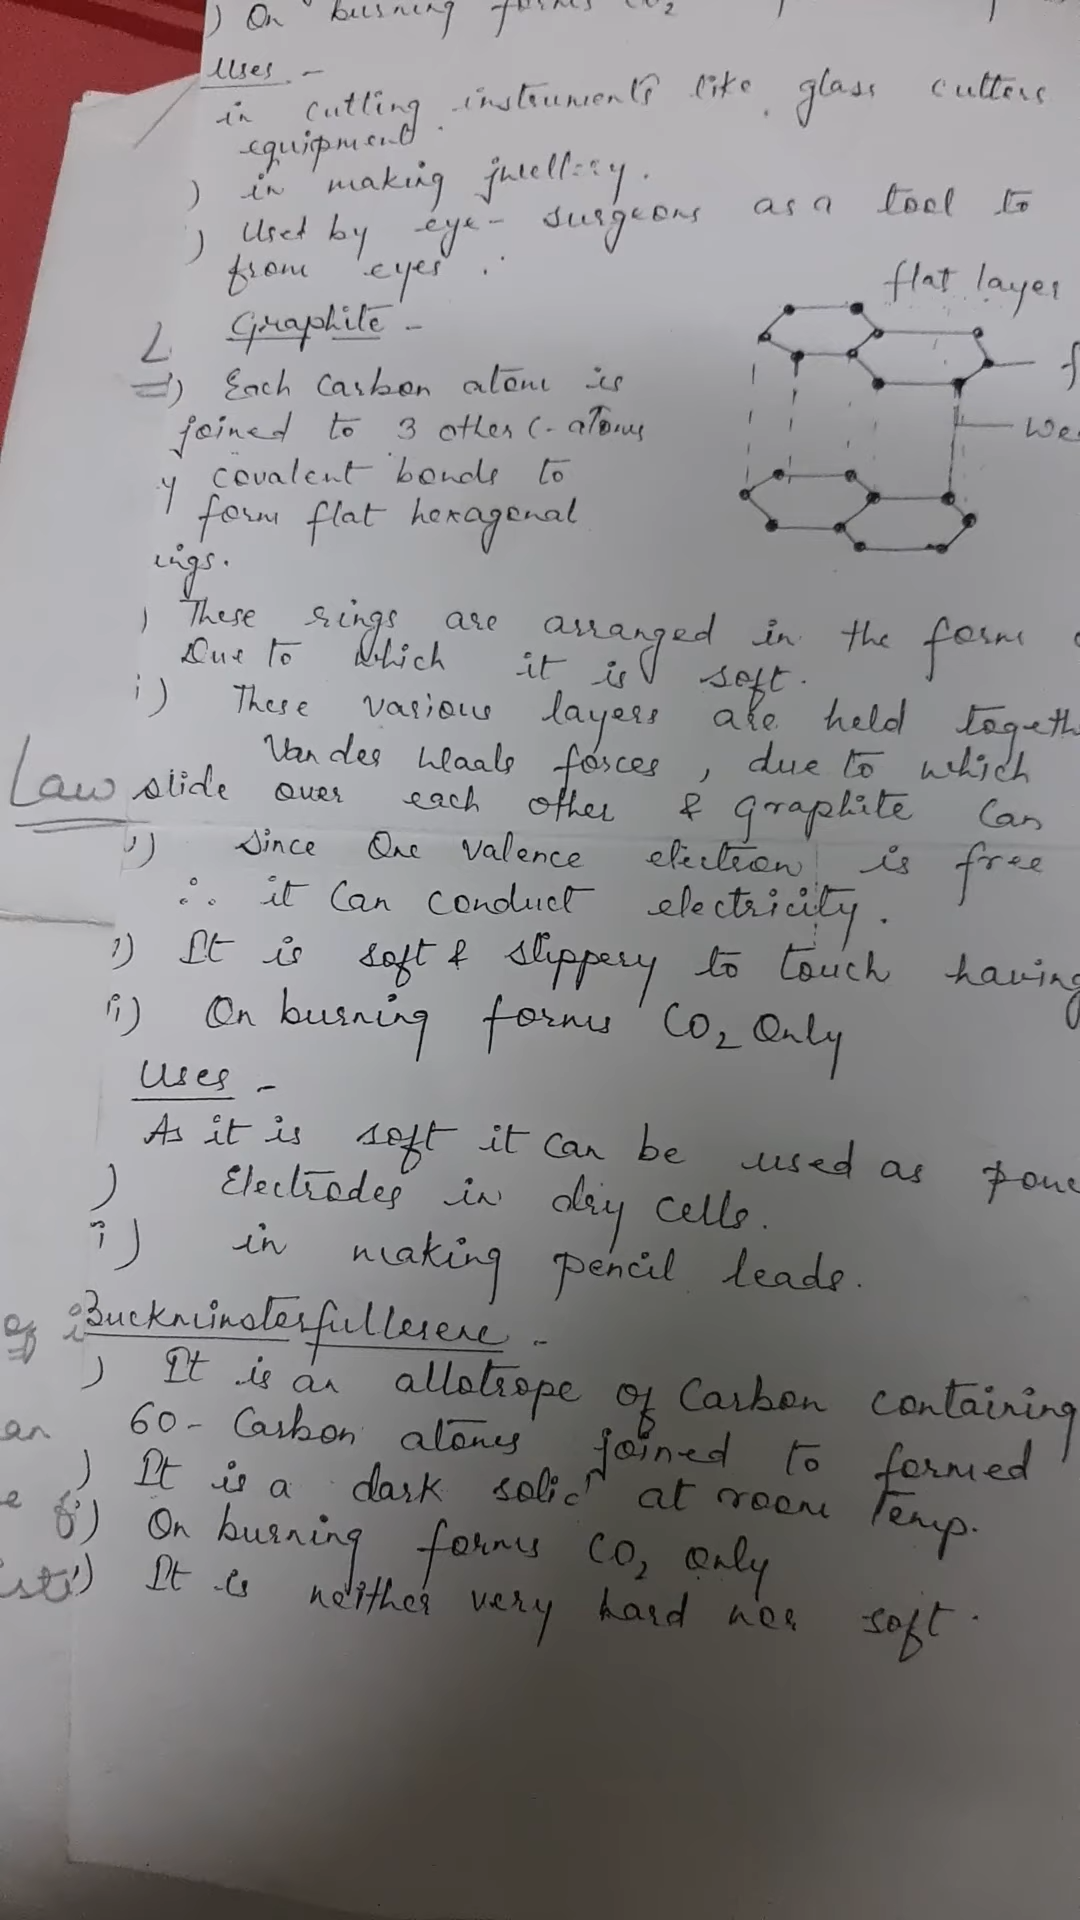 ) On burning forms CO2
Uses -
in cutting instruments like glass cutters
equipment
) in making jwellery.
) Used by eye - surgeons as a tool to
from eyes
flat layer
Graphite -
) Each Carbon atom is
joined to 3 other C-atoms
y covalent bonds to
form flat hexagonal
ings.
) These rings are arranged in the form
Due to which it is soft.
i) These various layers are held togeth
Van der Waals forces, due to which
Law
slide over each other & graphite can
) since One valence electron is free
∴ it can conduct electricity.
) It is soft & slippery to touch having
i) On burning forms CO2 Only
Uses -
As it is soft it can be used as
) Electrodes in dry cells.
i) in making pencil leads.
of
Buckminsterfullerene -
) It is an allotrope of Carbon containing
an
60 - Carbon atoms joined to formed
) It is a dark solid at room Temp.
) On burning forms CO2 only
) It is neither very hard nor soft.